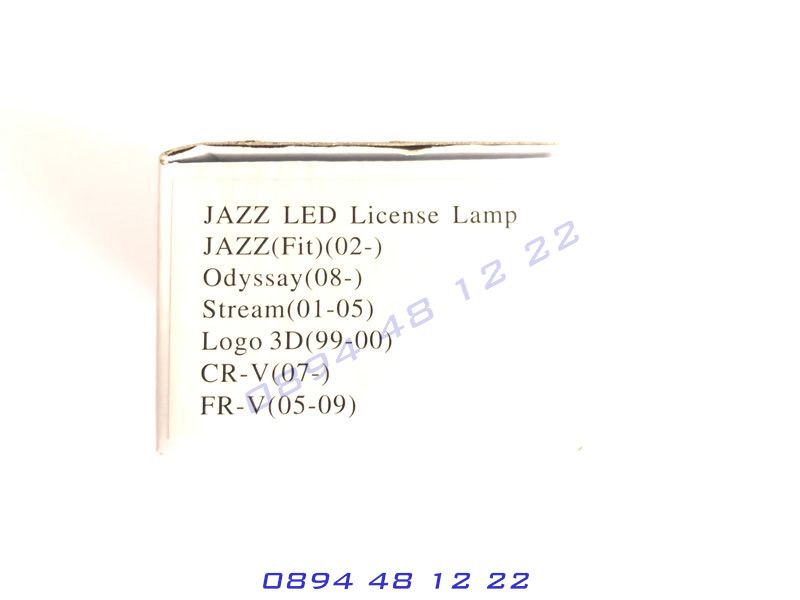 JAZZ LED License Lamp
JAZZ(Fit)(02-)
Odyssay(08-)
Stream(01-05)
Logo 3D(99-00)
CR-V(07-)
FR-V(05-09)
0894 48 12 22
0894 48 12 22